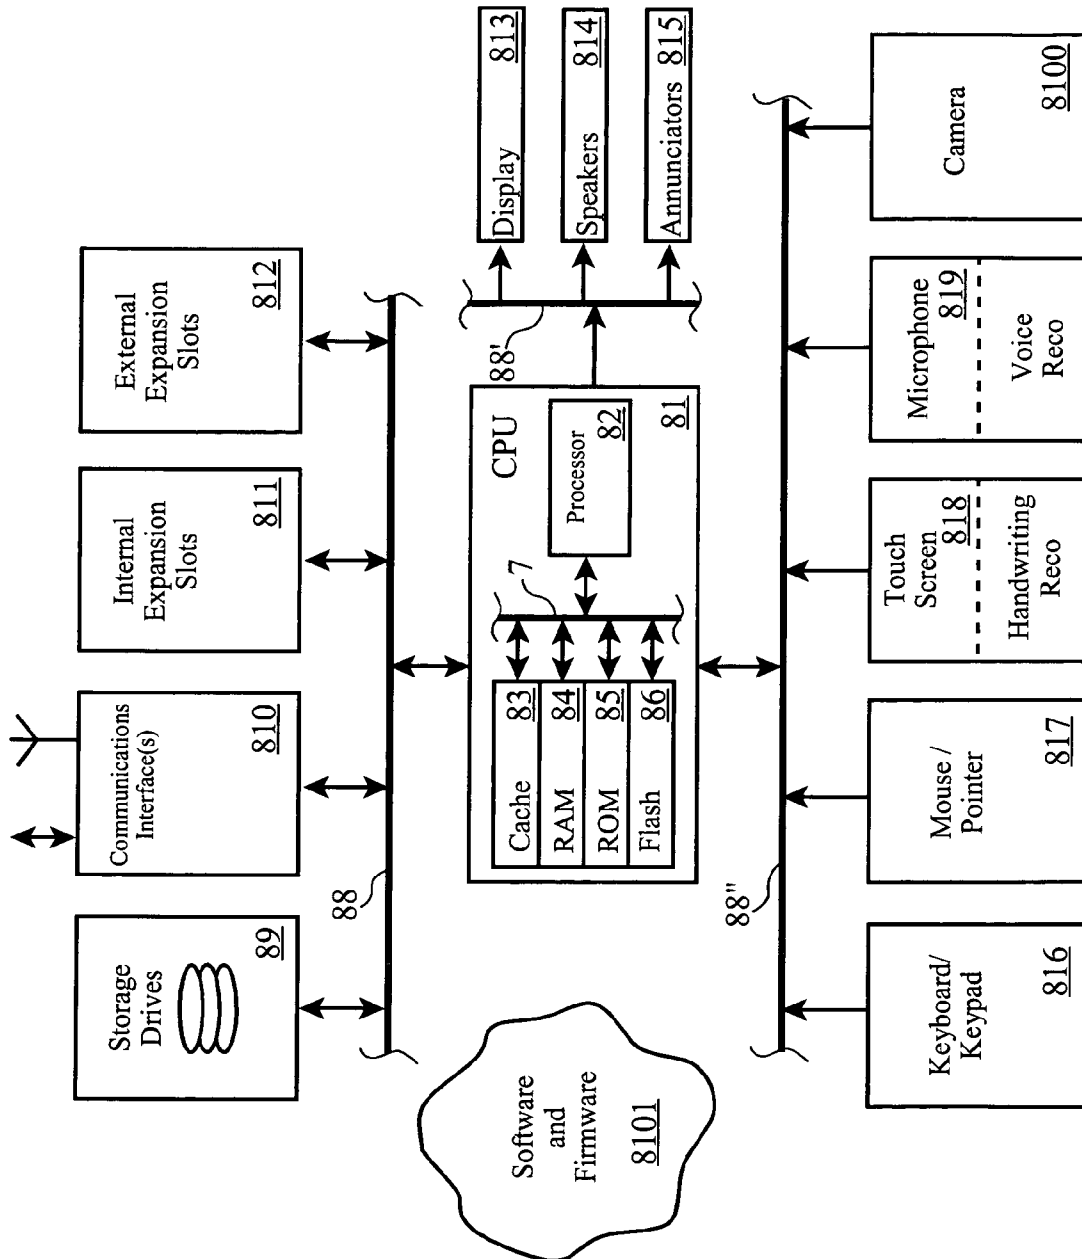 Storage
Drives
89
Communications
Interface(s)
810
Internal
Expansion
Slots
811
External
Expansion
Slots
812
88
88'
CPU
Cache 83
RAM 84
ROM 85
Flash 86
7
Processor
82
81
Display 813
Speakers 814
Annunciators 815
Software
and
Firmware
8101
88"
Keyboard/
Keypad
816
Mouse /
Pointer
817
Touch
Screen
818
Handwriting
Reco
Microphone
819
Voice
Reco
Camera
8100